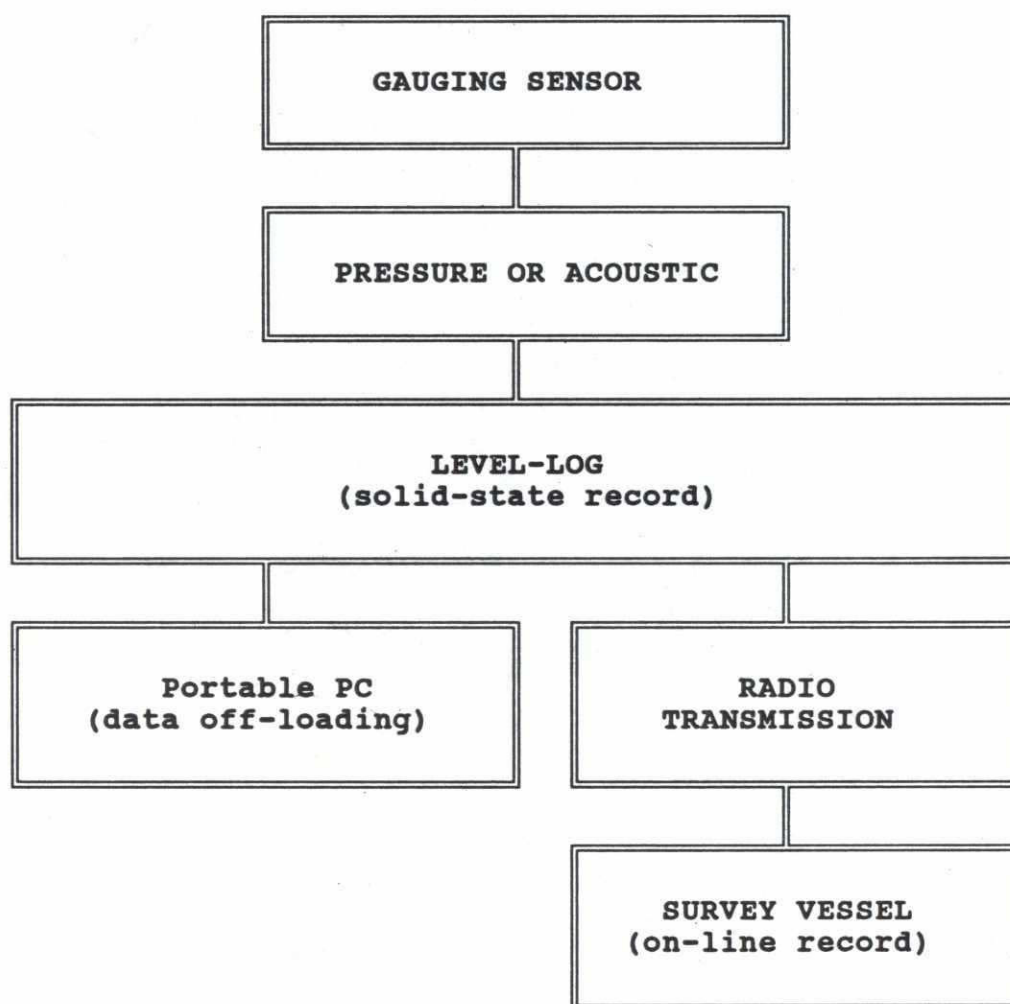 GAUGING SENSOR
PRESSURE OR ACOUSTIC
LEVEL-LOG
(solid-state record)
Portable PC
(data off-loading)
RADIO
TRANSMISSION
SURVEY VESSEL
(on-line record)